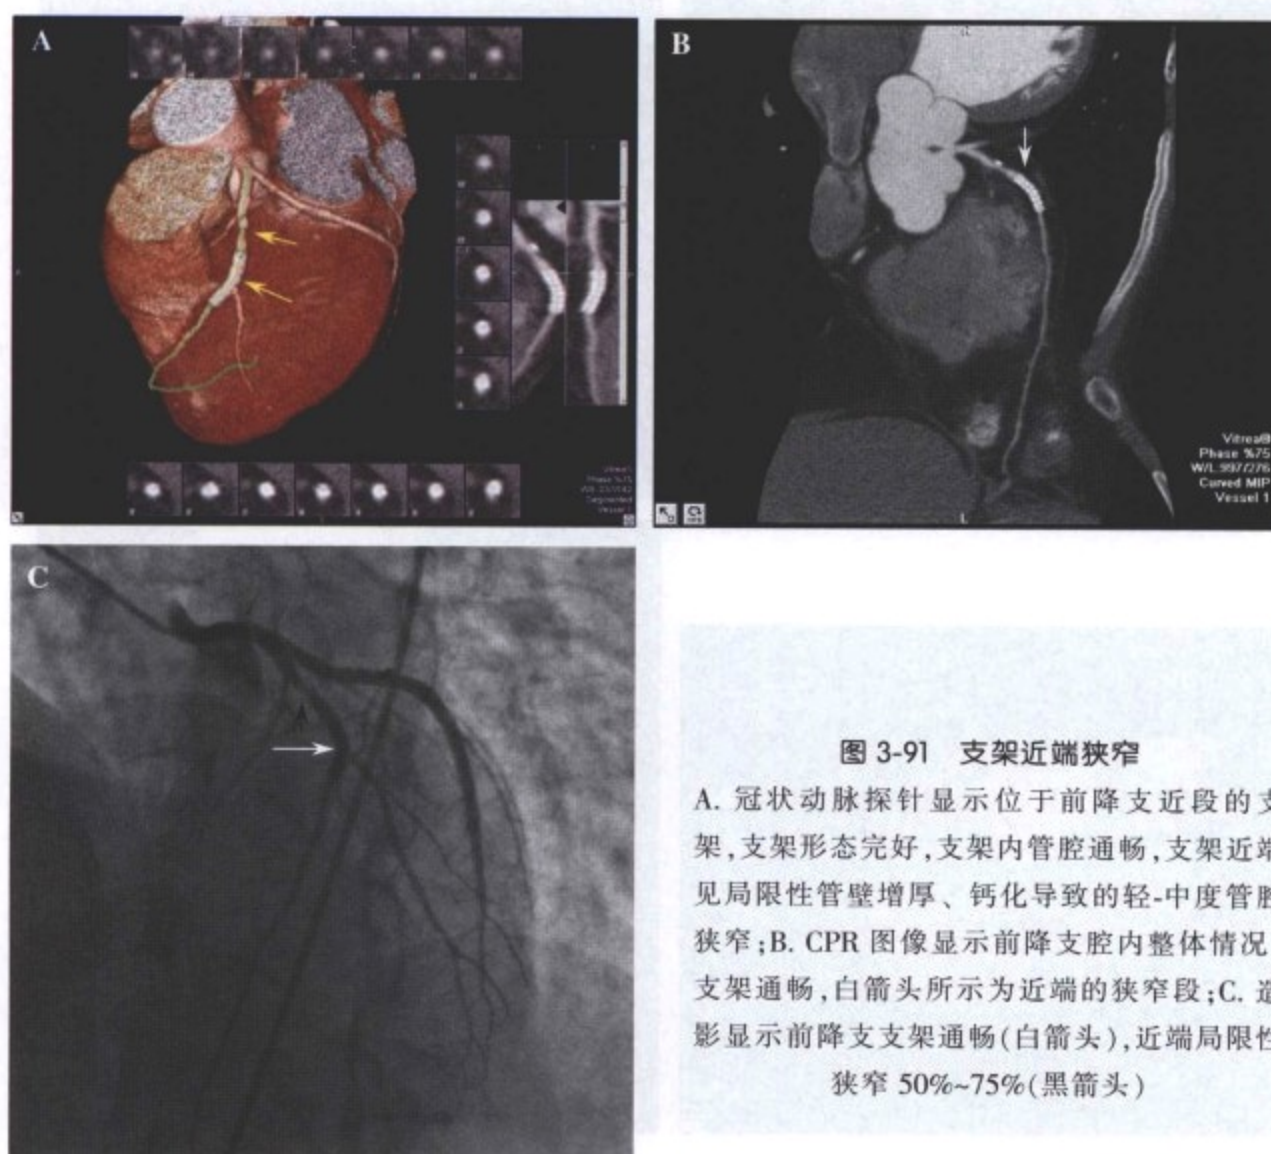 A
B
Vitrea®
Phase %75
W/L:997/276
Curved MIP
Vessel 1
C
图 3-91 支架近端狭窄
A. 冠状动脉探针显示位于前降支近段的支
架,支架形态完好,支架内管腔通畅,支架近端
见局限性管壁增厚、钙化导致的轻-中度管腔
狭窄;B. CPR 图像显示前降支腔内整体情况
支架通畅,白箭头所示为近端的狭窄段;C. 造
影显示前降支支架通畅(白箭头),近端局限性
狭窄 50%~75%(黑箭头)